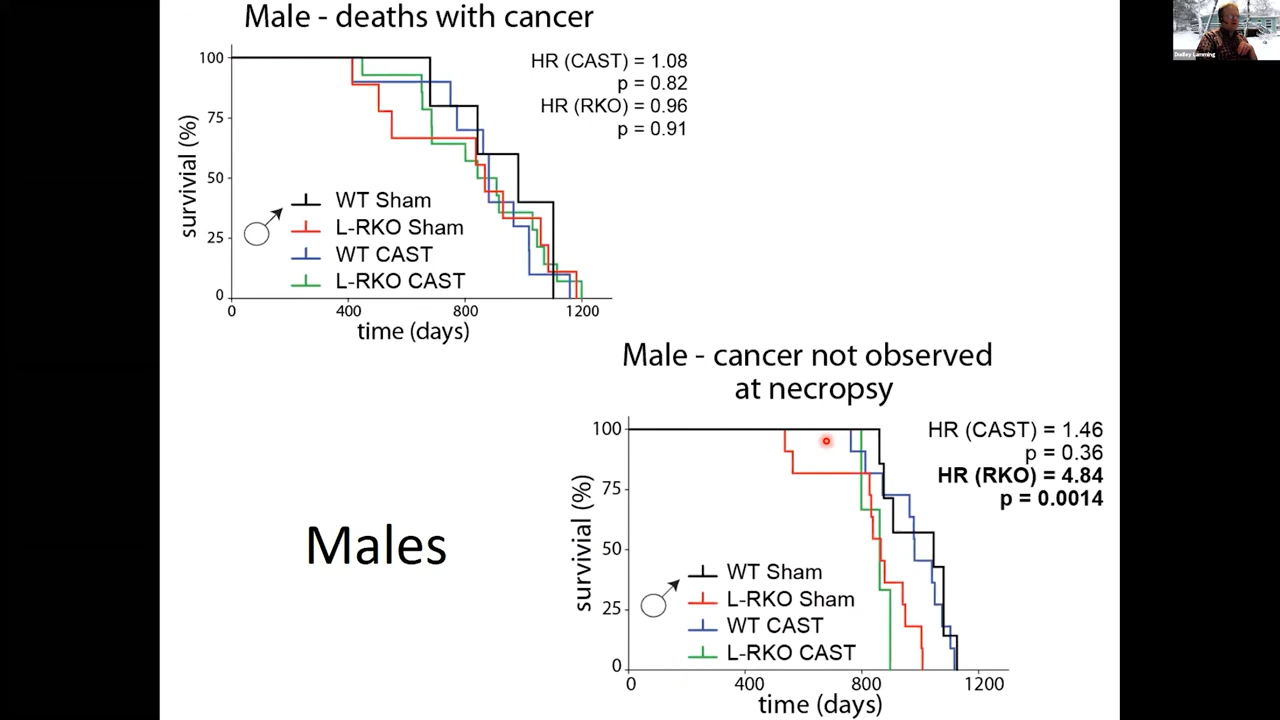 Male - deaths with cancer
HR (CAST) = 1.08
p = 0.82
HR (RKO) = 0.96
p = 0.91
survivial (%)
100
75
50
25
0
WT Sham
L-RKO Sham
WT CAST
L-RKO CAST
0 400 800 1200
time (days)
Dudley Lamming
Male - cancer not observed
at necropsy
HR (CAST) = 1.46
p = 0.36
HR (RKO) = 4.84
p = 0.0014
survivial (%)
100
75
50
25
0
WT Sham
L-RKO Sham
WT CAST
L-RKO CAST
0 400 800 1200
time (days)
Males